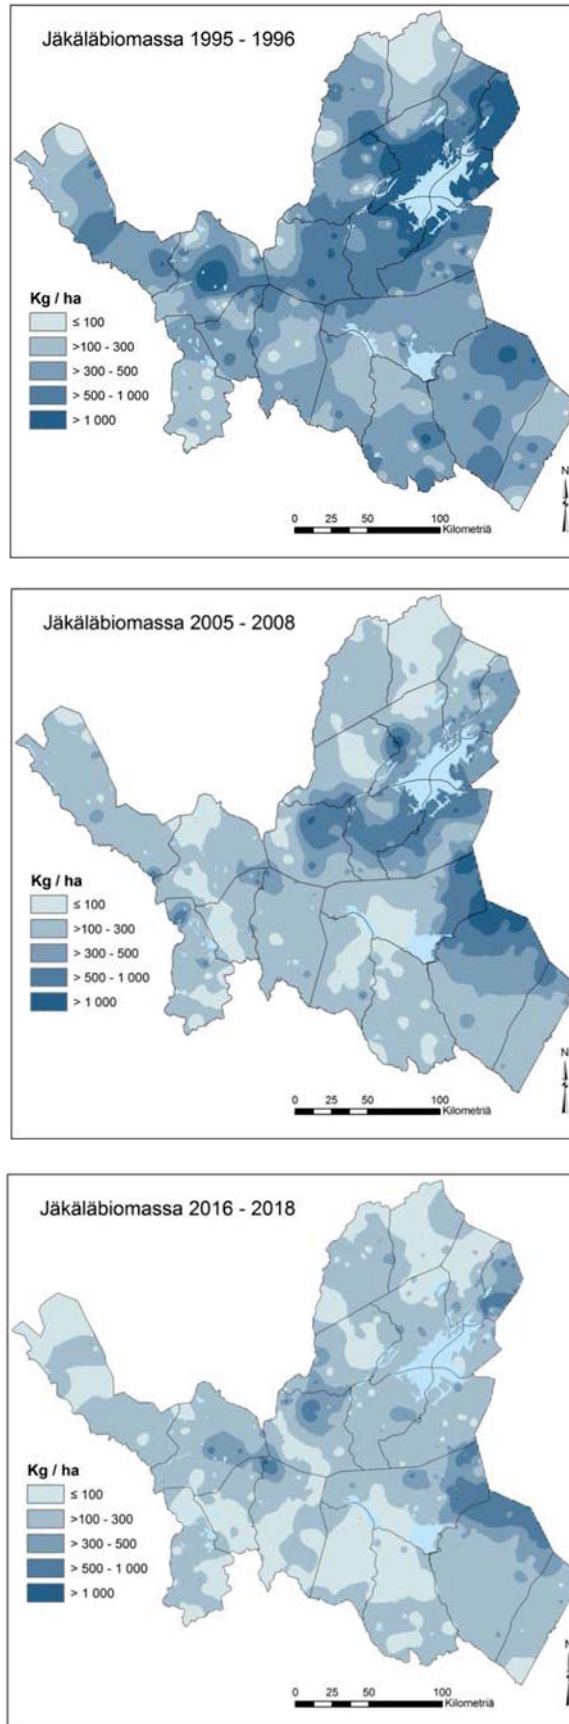 Jäkäläbiomassa 1995 - 1996
Kg / ha
≤ 100
>100 - 300
> 300 - 500
> 500 - 1 000
> 1 000
N
0 25 50 100
Kilometriä
Jäkäläbiomassa 2005 - 2008
Kg / ha
≤ 100
>100 - 300
> 300 - 500
> 500 - 1 000
> 1 000
N
0 25 50 100
Kilometriä
Jäkäläbiomassa 2016 - 2018
Kg / ha
≤ 100
>100 - 300
> 300 - 500
> 500 - 1 000
> 1 000
N
0 25 50 100
Kilometriä